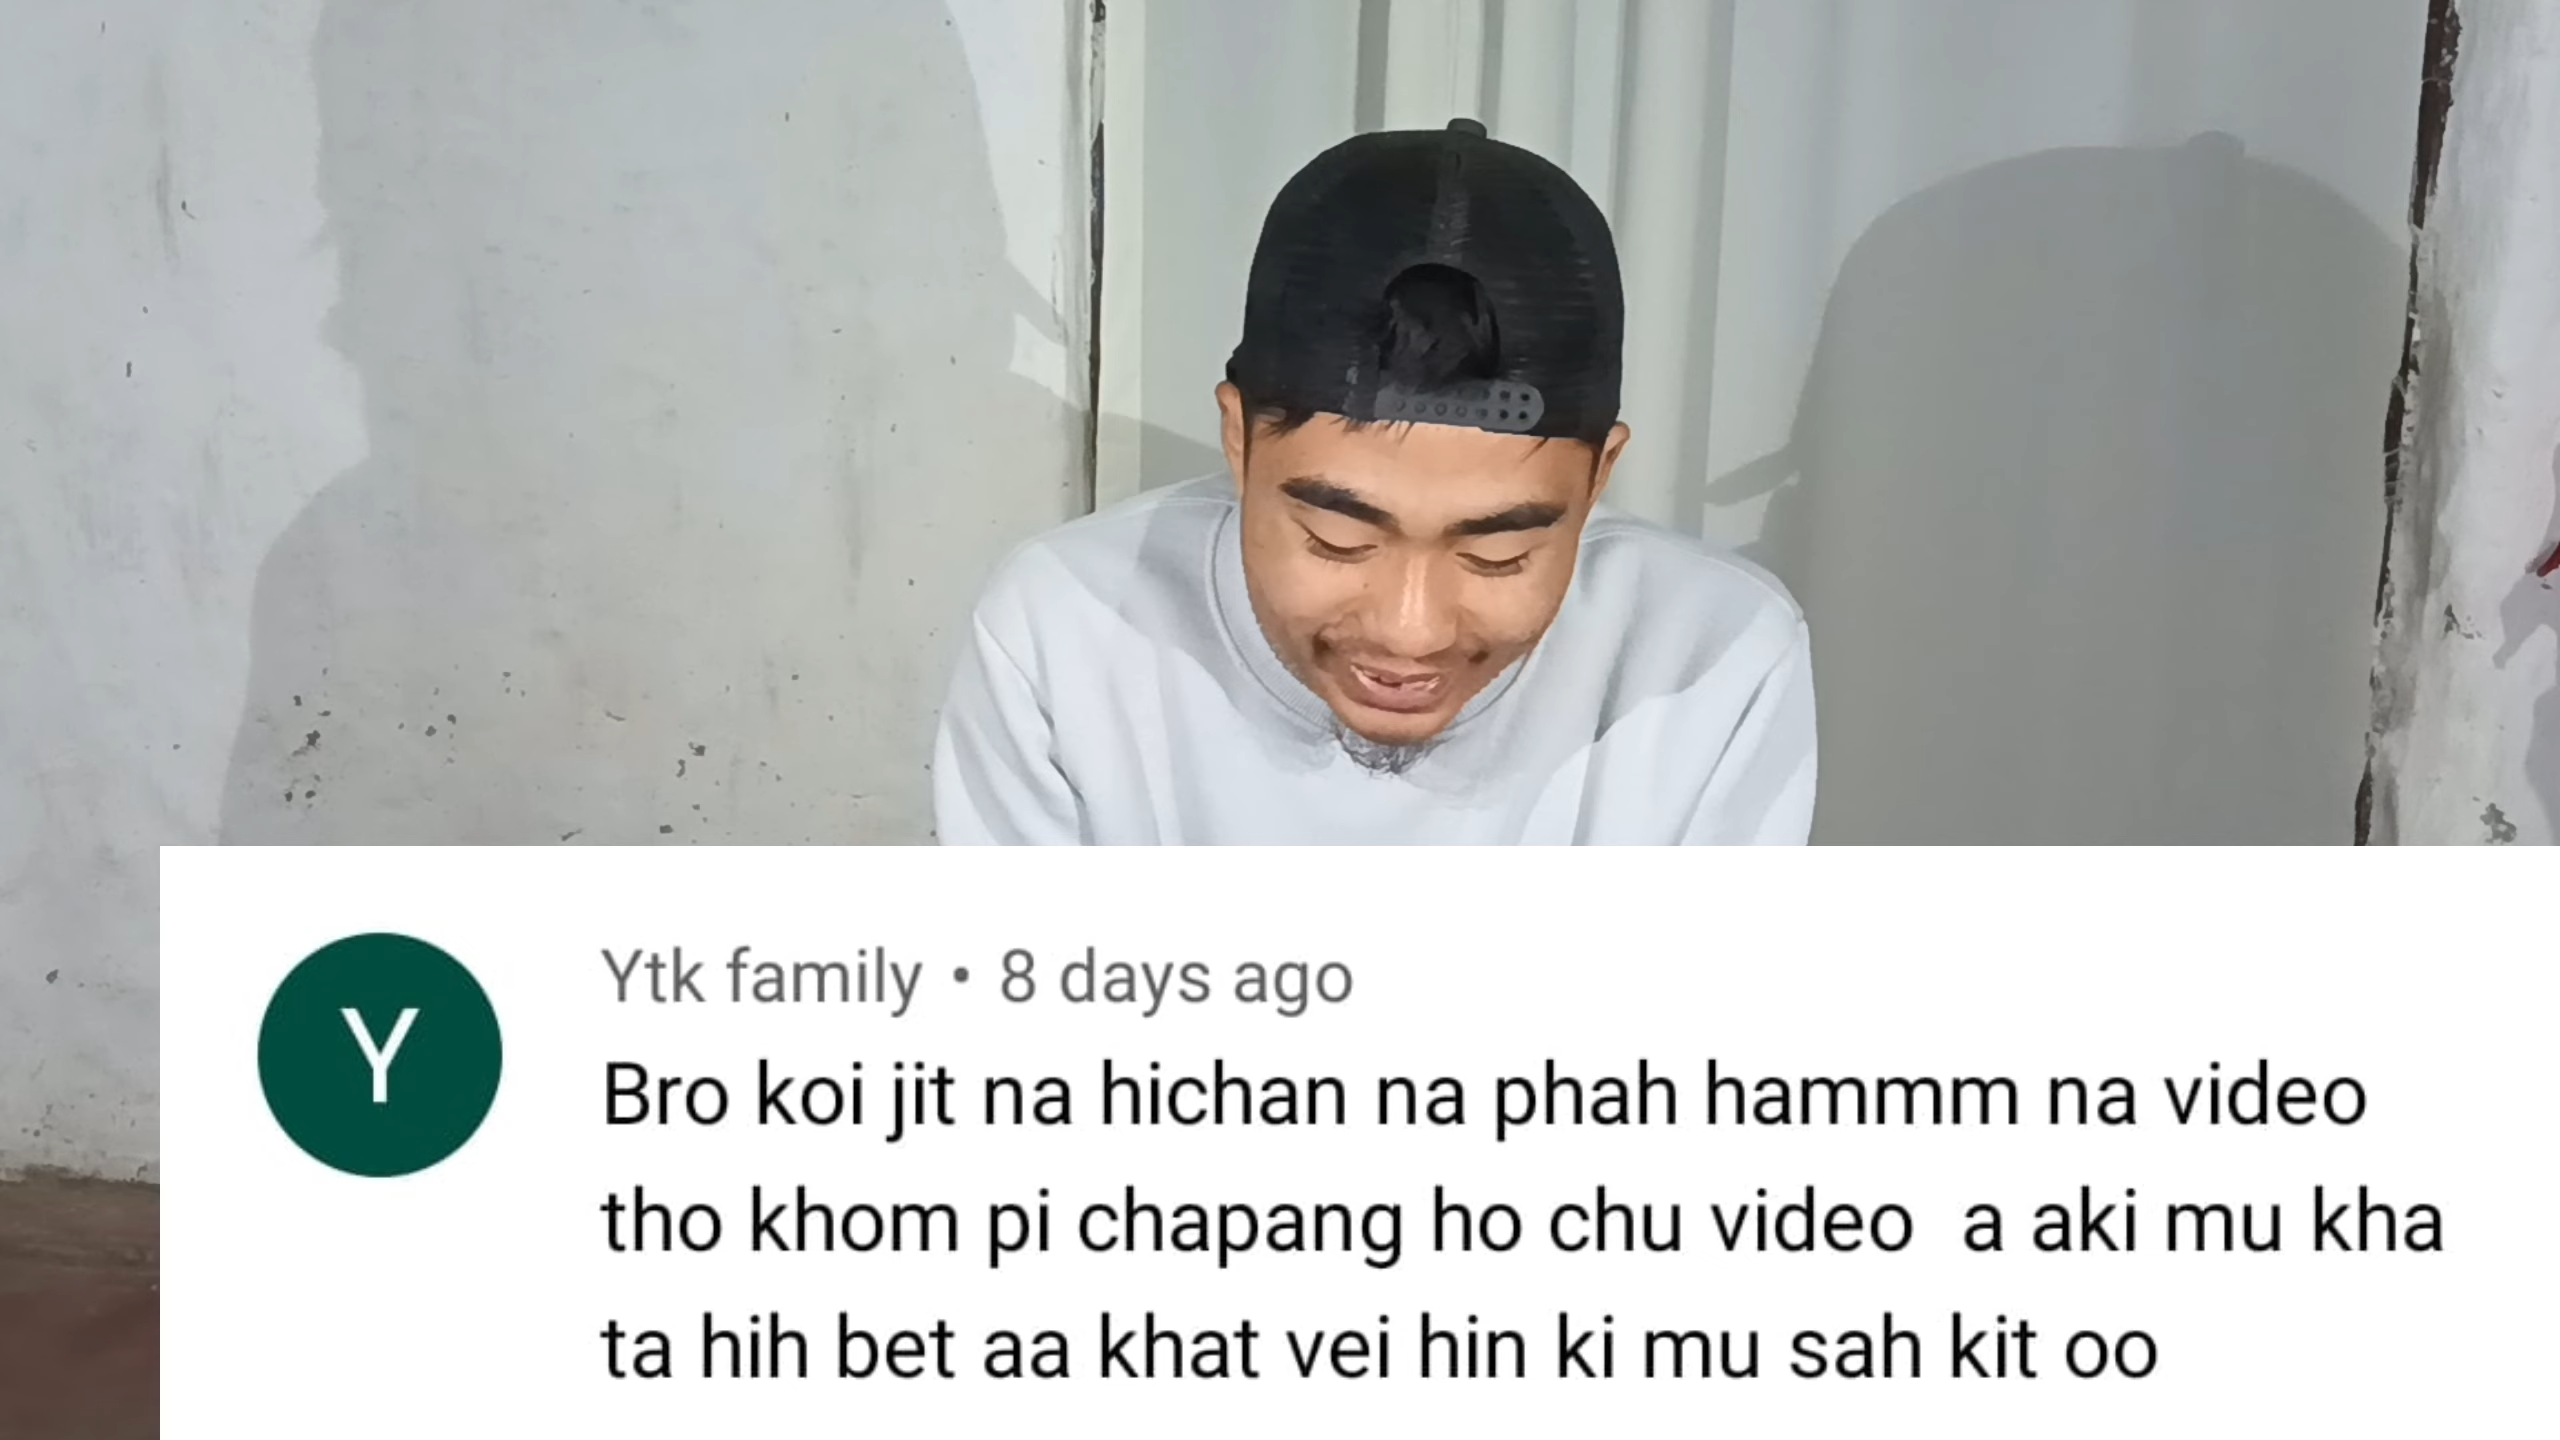 Y
Ytk family • 8 days ago
Bro koi jit na hichan na phah hammm na video
tho khom pi chapang ho chu video  a aki mu kha
ta hih bet aa khat vei hin ki mu sah kit oo